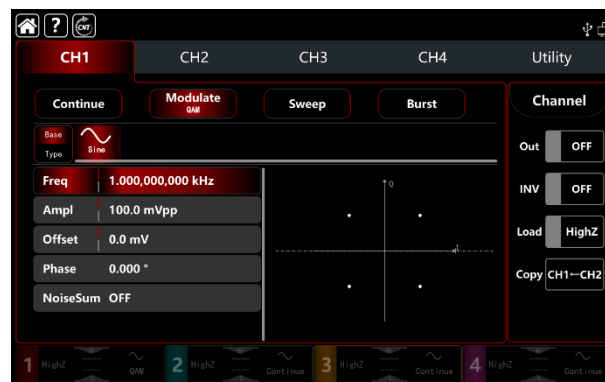 ? CNT
CH1 CH2 CH3 CH4 Utility
Continue Modulate Sweep Burst Channel
QAM
Base
Type Sine
Out OFF
Freq 1.000,000,000 kHz
Q
INV OFF
Ampl 100.0 mVpp
Load HighZ
Offset 0.0 mV
I
Phase 0.000 °
Copy CH1←CH2
NoiseSum OFF
1 HighZ QAM 2 HighZ Continue 3 HighZ Continue 4 HighZ Continue